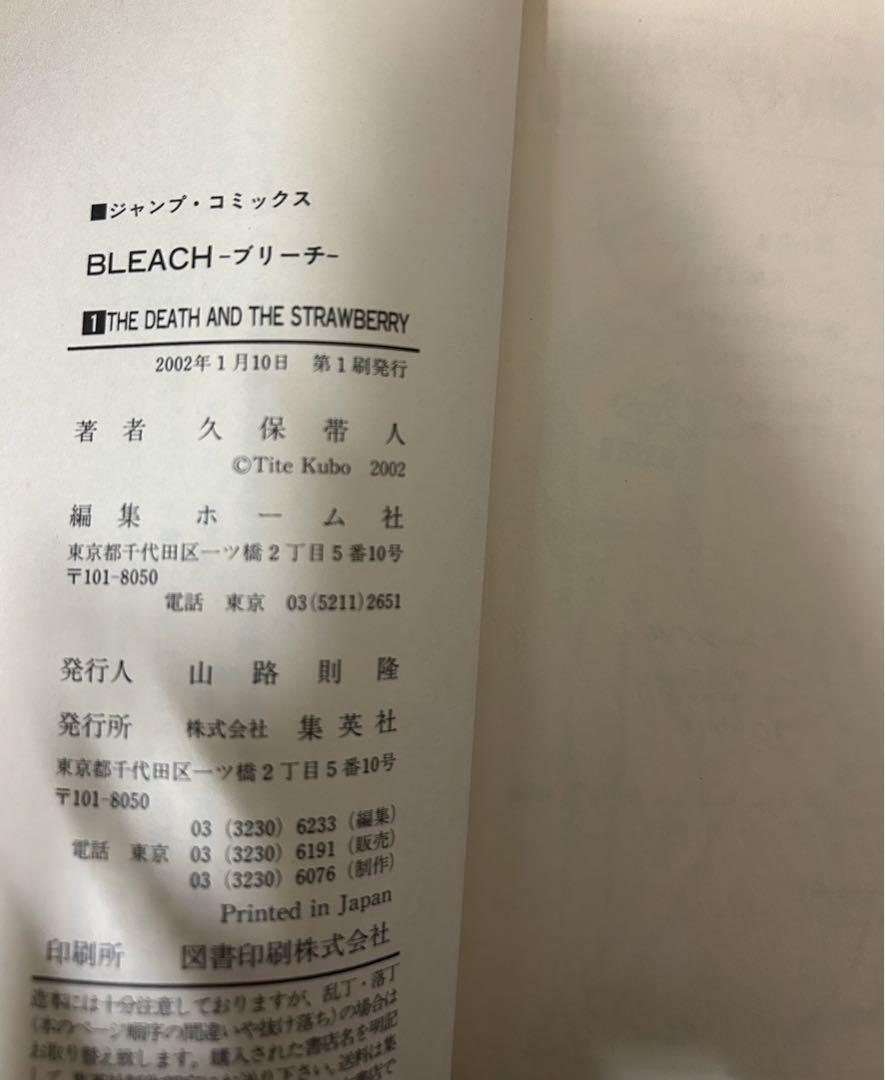 ■ジャンプ・コミックス
BLEACH-ブリーチ-
1 THE DEATH AND THE STRAWBERRY
2002年1月10日 第1刷発行
著者 久保帯人
©Tite Kubo 2002
編集 ホーム社
東京都千代田区一ツ橋2丁目5番10号
〒101-8050
電話 東京 03(5211)2651
発行人 山路則隆
発行所 株式会社 集英社
東京都千代田区一ツ橋2丁目5番10号
〒101-8050
03 (3230) 6233 (編集)
電話 東京 03 (3230) 6191 (販売)
03 (3230) 6076 (制作)
Printed in Japan
印刷所 図書印刷株式会社
造本には十分注意しておりますが、乱丁・落丁
(本のページ順序の間違いや抜け落ち)の場合は
お取り替え致します。購入された書店名を明記